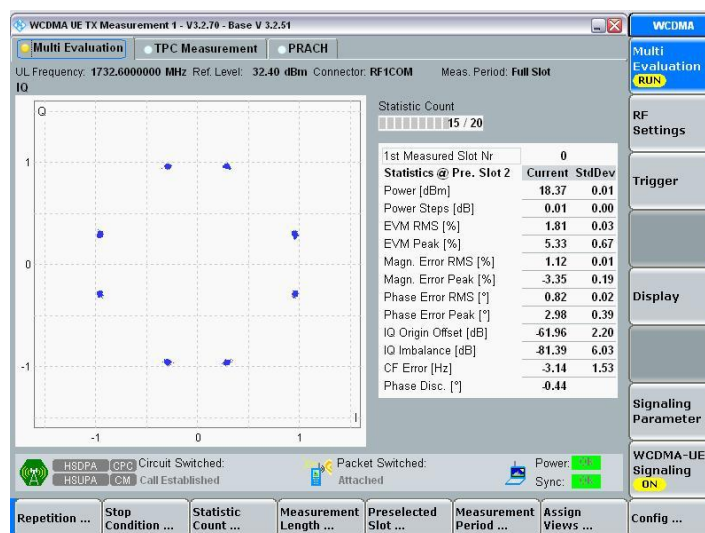 WCDMA UE TX Measurement 1 - V3.2.70 - Base V 3.2.51
WCDMA
Multi Evaluation
TPC Measurement
PRACH
Multi
Evaluation
RUN
UL Frequency: 1732.6000000 MHz Ref. Level: 32.40 dBm Connector: RF1COM Meas. Period: Full Slot
IQ
Q
1
0
-1
-1
0
1
I
Statistic Count
15 / 20
1st Measured Slot Nr 0
Statistics @ Pre. Slot 2 Current StdDev
Power [dBm] 18.37 0.01
Power Steps [dB] 0.01 0.00
EVM RMS [%] 1.81 0.03
EVM Peak [%] 5.33 0.67
Magn. Error RMS [%] 1.12 0.01
Magn. Error Peak [%] -3.35 0.19
Phase Error RMS [°] 0.82 0.02
Phase Error Peak [°] 2.98 0.39
IQ Origin Offset [dB] -61.96 2.20
IQ Imbalance [dB] -81.39 6.03
CF Error [Hz] -3.14 1.53
Phase Disc. [°] -0.44
RF
Settings
Trigger
Display
Signaling
Parameter
WCDMA-UE
Signaling
ON
Config ...
HSDPA CPC Circuit Switched:
HSUPA CM Call Established
Packet Switched:
Attached
Power:
Sync:
Repetition ...
Stop
Condition ...
Statistic
Count ...
Measurement
Length ...
Preselected
Slot ...
Measurement
Period ...
Assign
Views ...